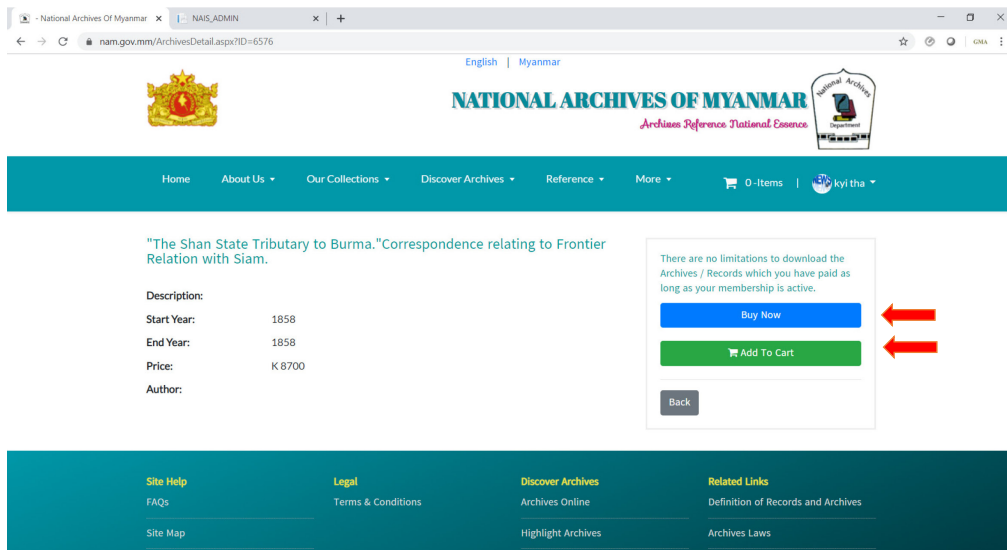 - National Archives Of Myanmar
NAIS_ADMIN
nam.gov.mm/ArchivesDetail.aspx?ID=6576
GMA
English | Myanmar
NATIONAL ARCHIVES OF MYANMAR
Archives Reference National Essence
National Archives
Department
Home About Us Our Collections Discover Archives Reference More 0-Items | NEWS kyi tha
"The Shan State Tributary to Burma."Correspondence relating to Frontier
Relation with Siam.
Description:
Start Year: 1858
End Year: 1858
Price: K 8700
Author:
There are no limitations to download the
Archives / Records which you have paid as
long as your membership is active.
Buy Now
Add To Cart
Back
Site Help Legal Discover Archives Related Links
FAQs Terms & Conditions Archives Online Definition of Records and Archives
Site Map Highlight Archives Archives Laws